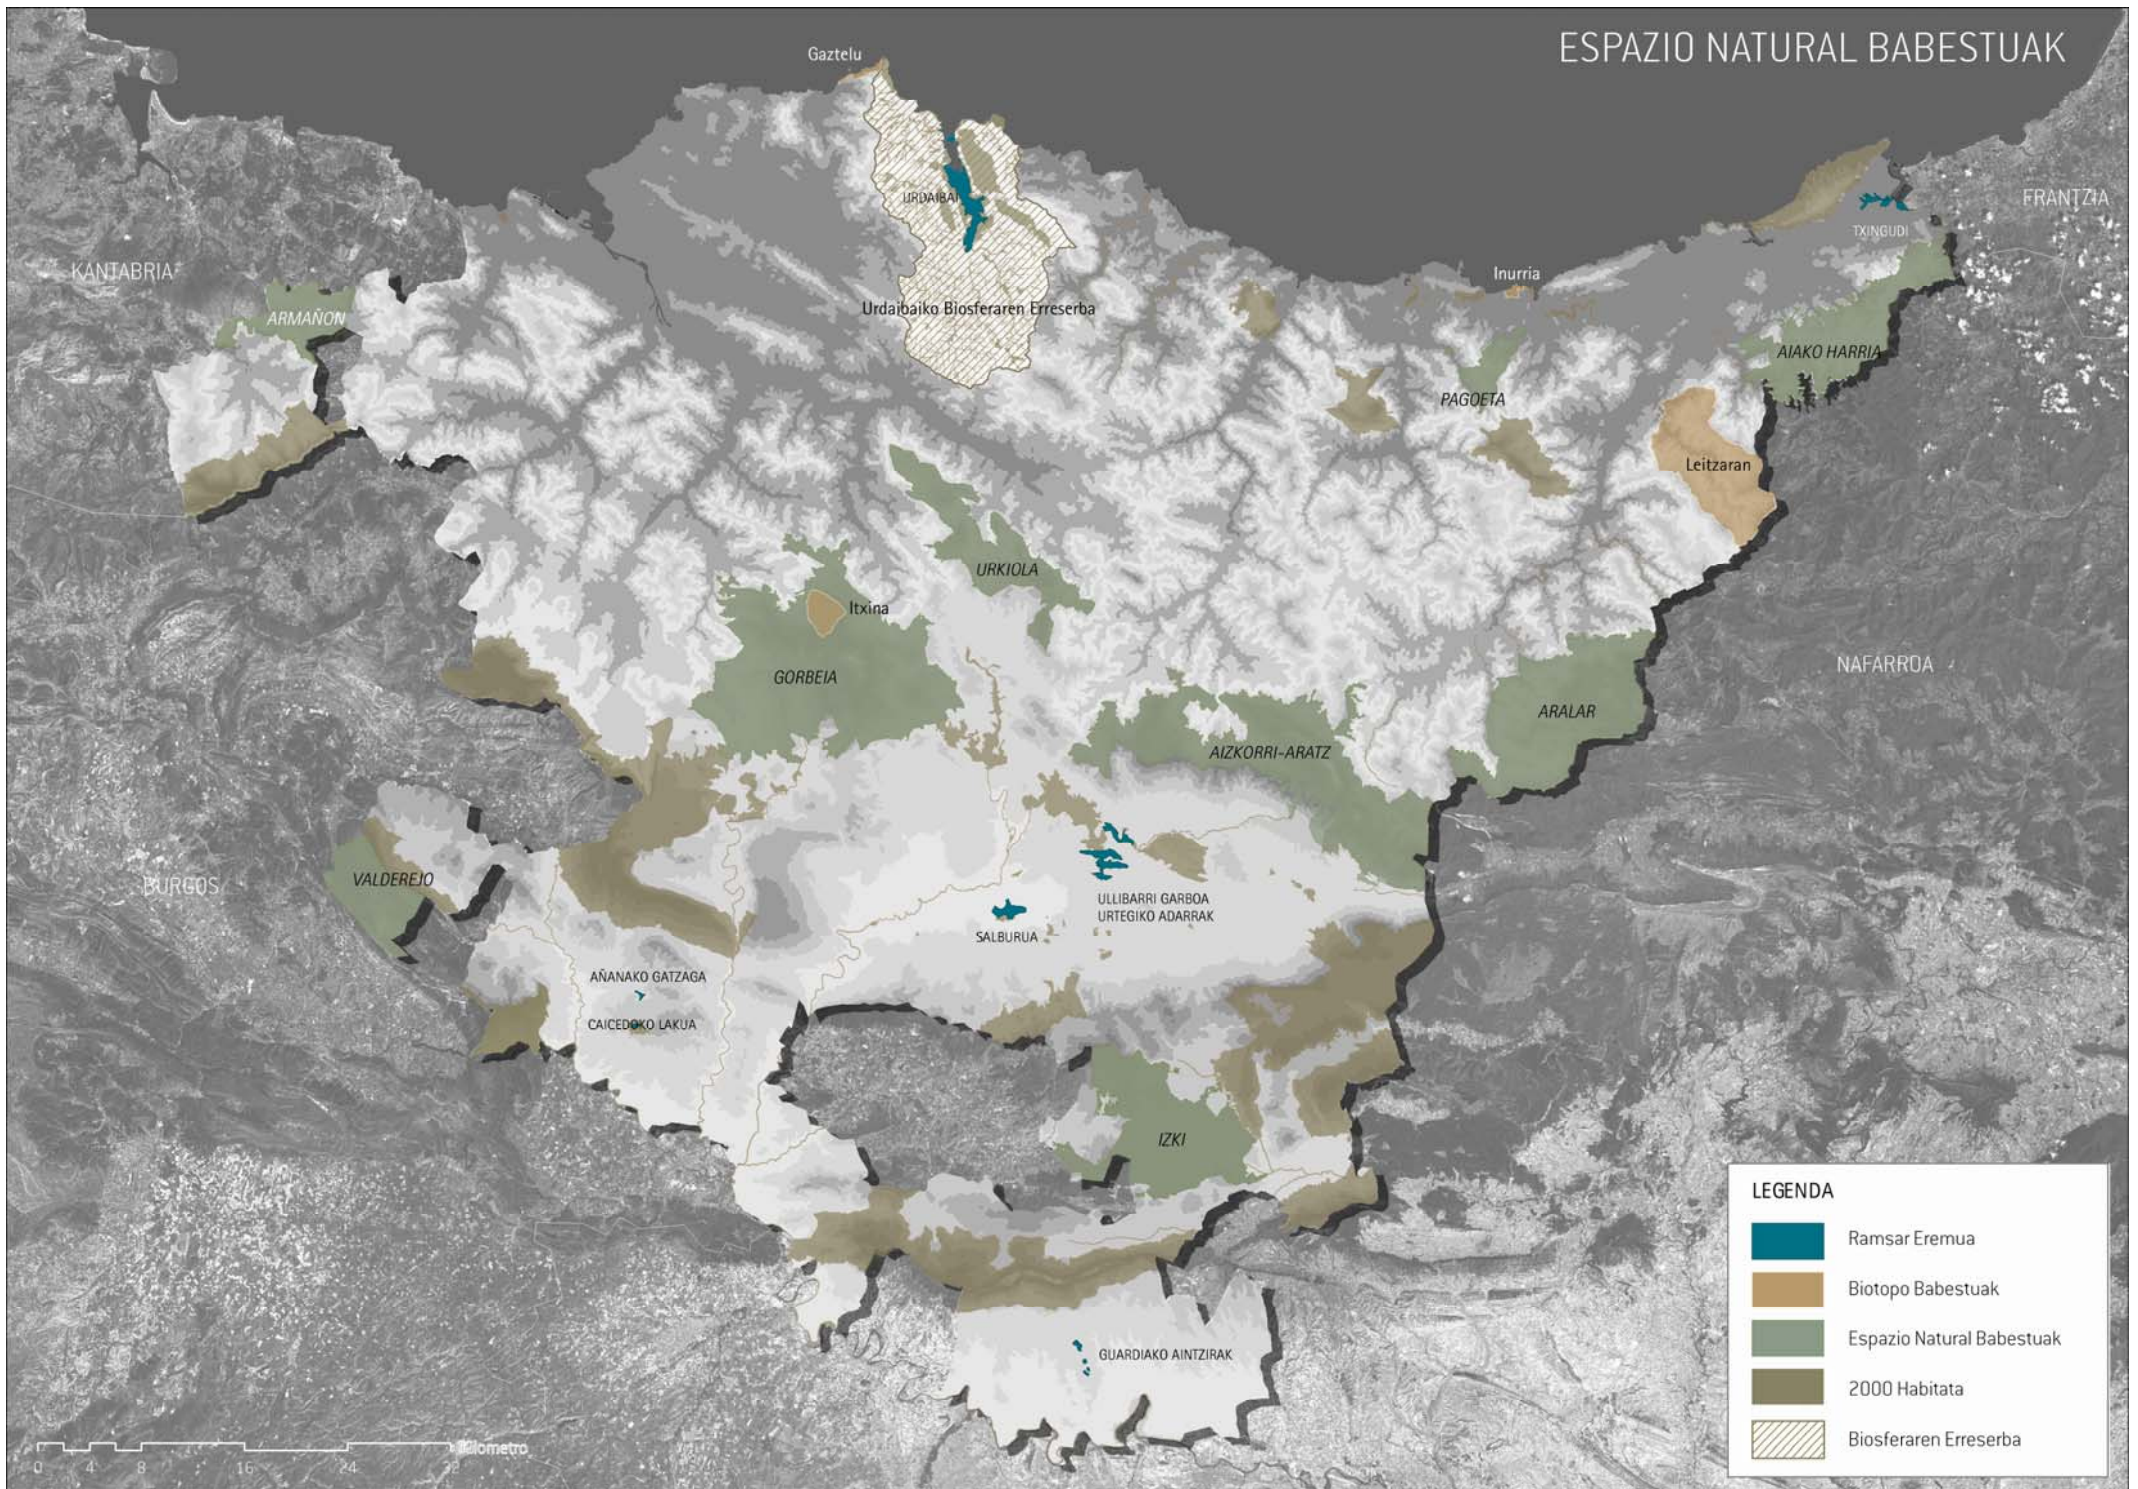 ESPAZIO NATURAL BABESTUAK
Gaztelu
URDAIBAI
FRANTZIA
TXINGUDI
KANTABRIA
Inurria
Urdaibaiko Biosferaren Erreserba
ARMAÑON
AIAKO HARRIA
PAGOETA
Leitzaran
URKIOLA
Itxina
NAFARROA
GORBEIA
ARALAR
AIZKORRI-ARATZ
VALDEREJO
BURGOS
ULLIBARRI GARBOA
URTEGIKO ADARRAK
SALBURUA
AÑANAKO GATZAGA
CAICEDOKO LAKUA
IZKI
GUARDIAKO AINTZIRAK
LEGENDA
Ramsar Eremua
Biotopo Babestuak
Espazio Natural Babestuak
2000 Habitata
Biosferaren Erreserba
Kilometro
0 4 8 16 24 32